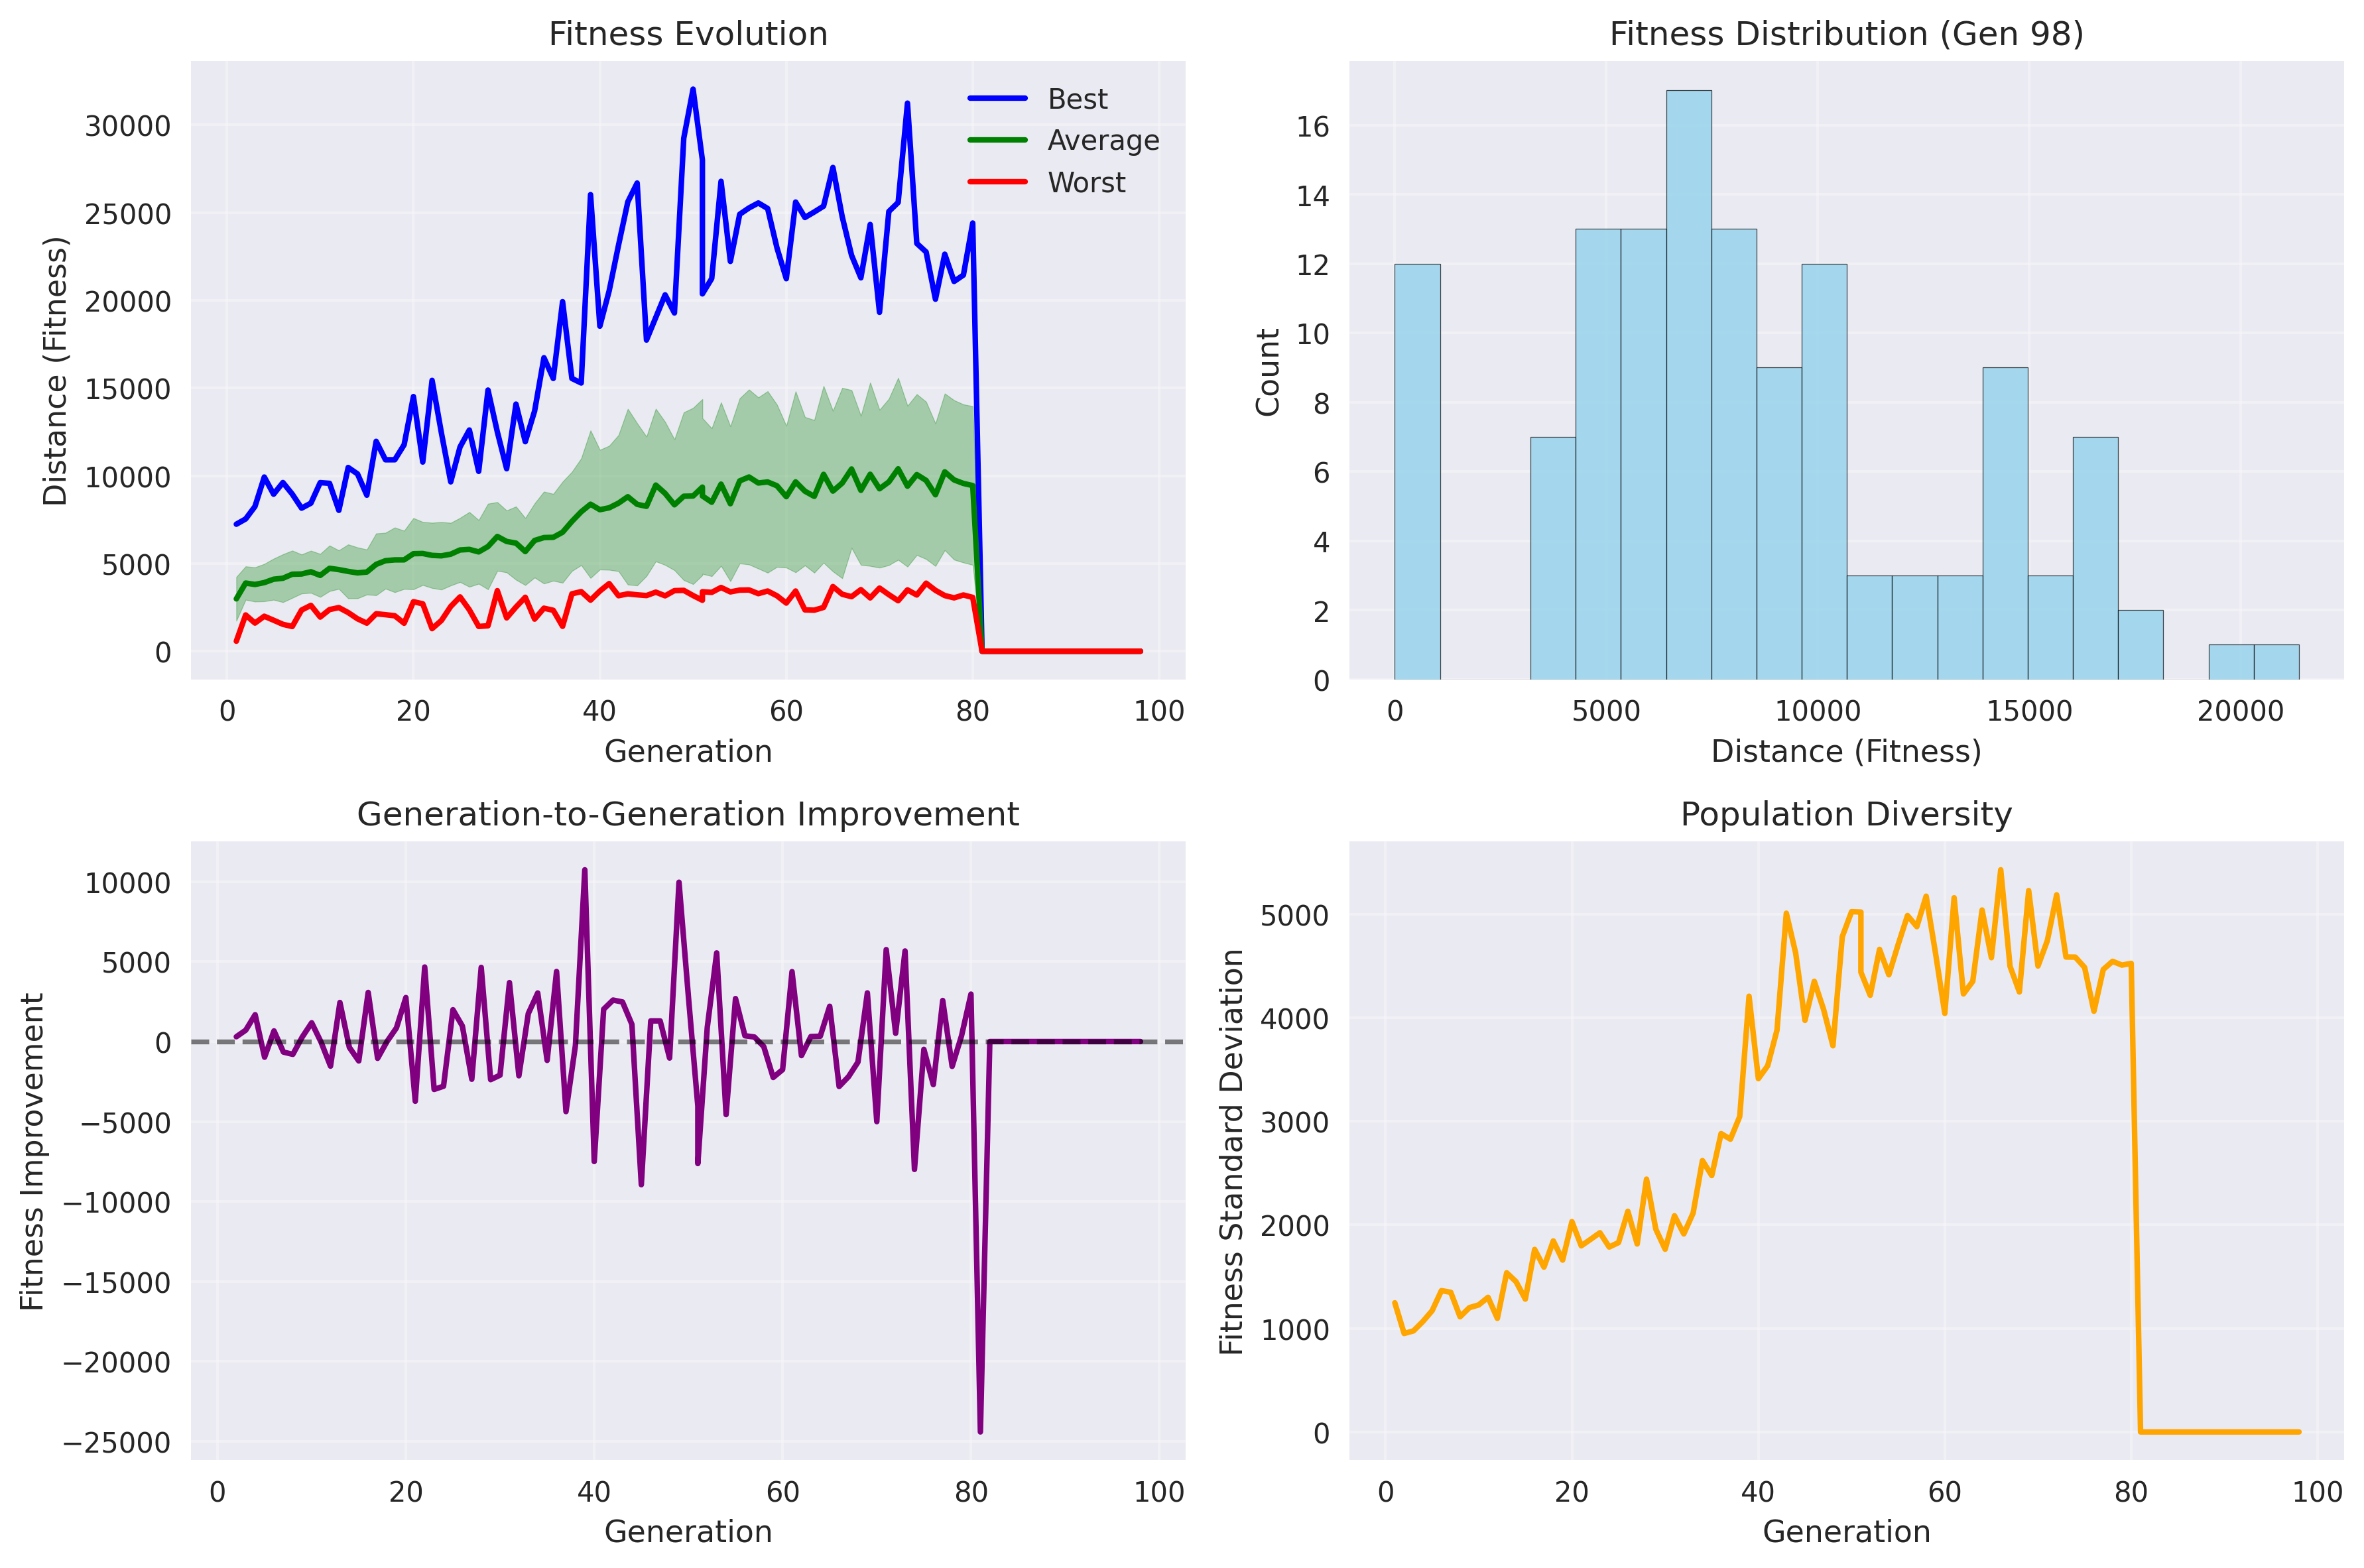 Fitness Evolution
Distance (Fitness)
30000
25000
20000
15000
10000
5000
0
Best
Average
Worst
0 20 40 60 80 100
Generation
Fitness Distribution (Gen 98)
Count
16
14
12
10
8
6
4
2
0
0 5000 10000 15000 20000
Distance (Fitness)
Generation-to-Generation Improvement
Fitness Improvement
10000
5000
0
−5000
−10000
−15000
−20000
−25000
0 20 40 60 80 100
Generation
Population Diversity
Fitness Standard Deviation
5000
4000
3000
2000
1000
0
0 20 40 60 80 100
Generation